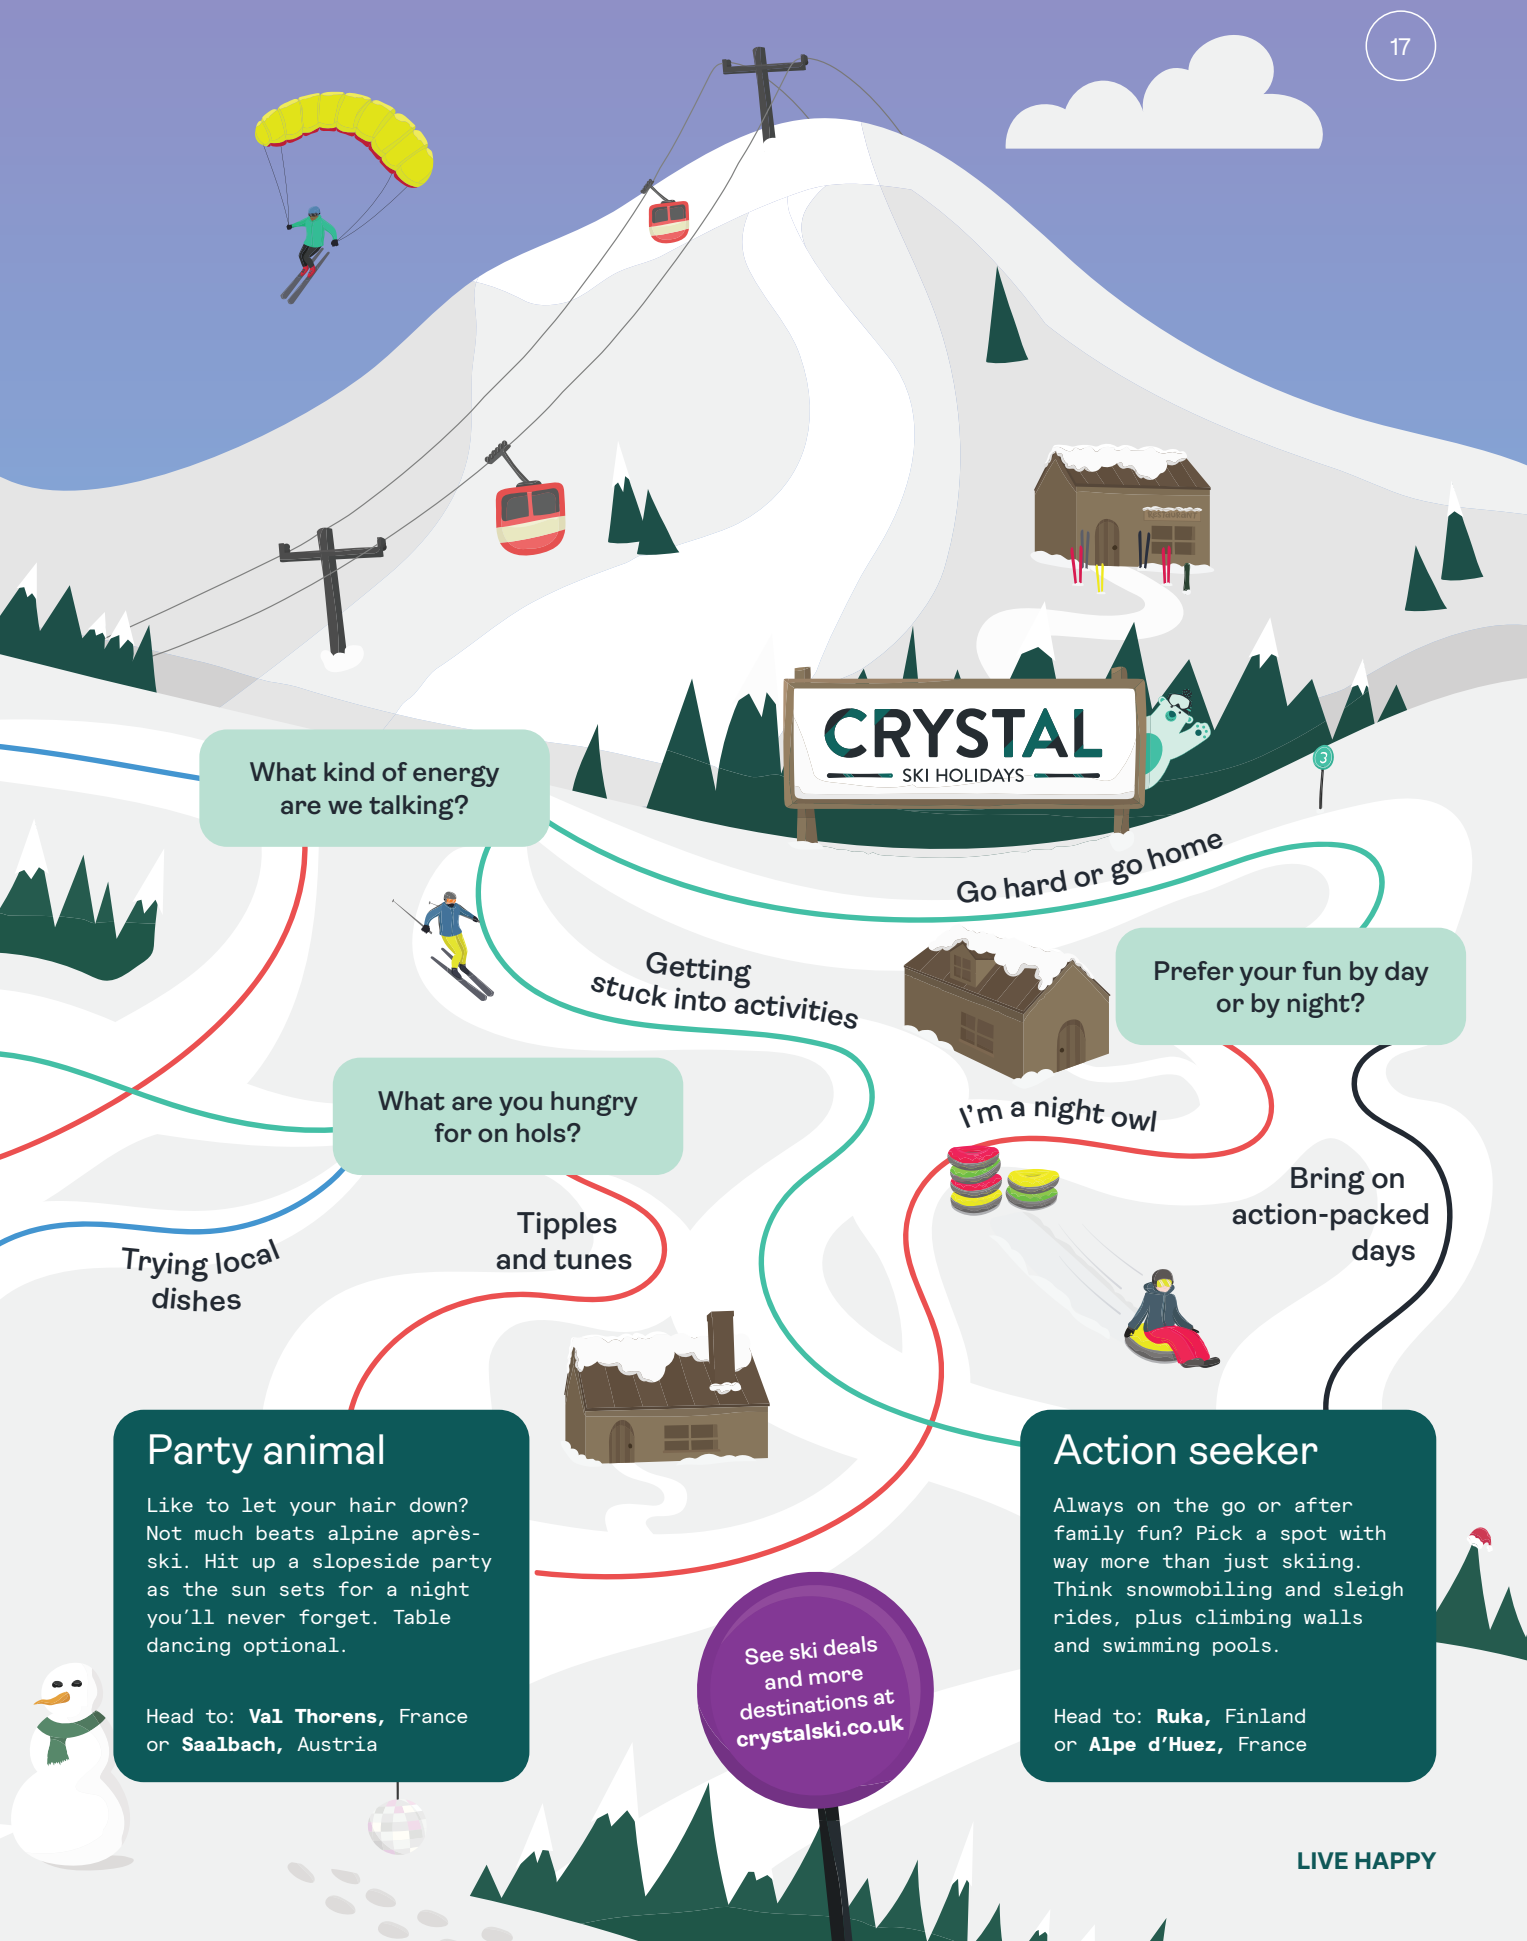 17
RESTAURANT
CRYSTAL
SKI HOLIDAYS
3
What kind of energy
are we talking?
Go hard or go home
Getting
stuck into activities
Prefer your fun by day
or by night?
What are you hungry
for on hols?
I'm a night owl
Bring on
action-packed
days
Tipples
and tunes
Trying local
dishes
Party animal
Like to let your hair down?
Not much beats alpine après-
ski. Hit up a slopeside party
as the sun sets for a night
you'll never forget. Table
dancing optional.
Head to: Val Thorens, France
or Saalbach, Austria
Action seeker
Always on the go or after
family fun? Pick a spot with
way more than just skiing.
Think snowmobiling and sleigh
rides, plus climbing walls
and swimming pools.
Head to: Ruka, Finland
or Alpe d'Huez, France
See ski deals
and more
destinations at
crystalski.co.uk
LIVE HAPPY